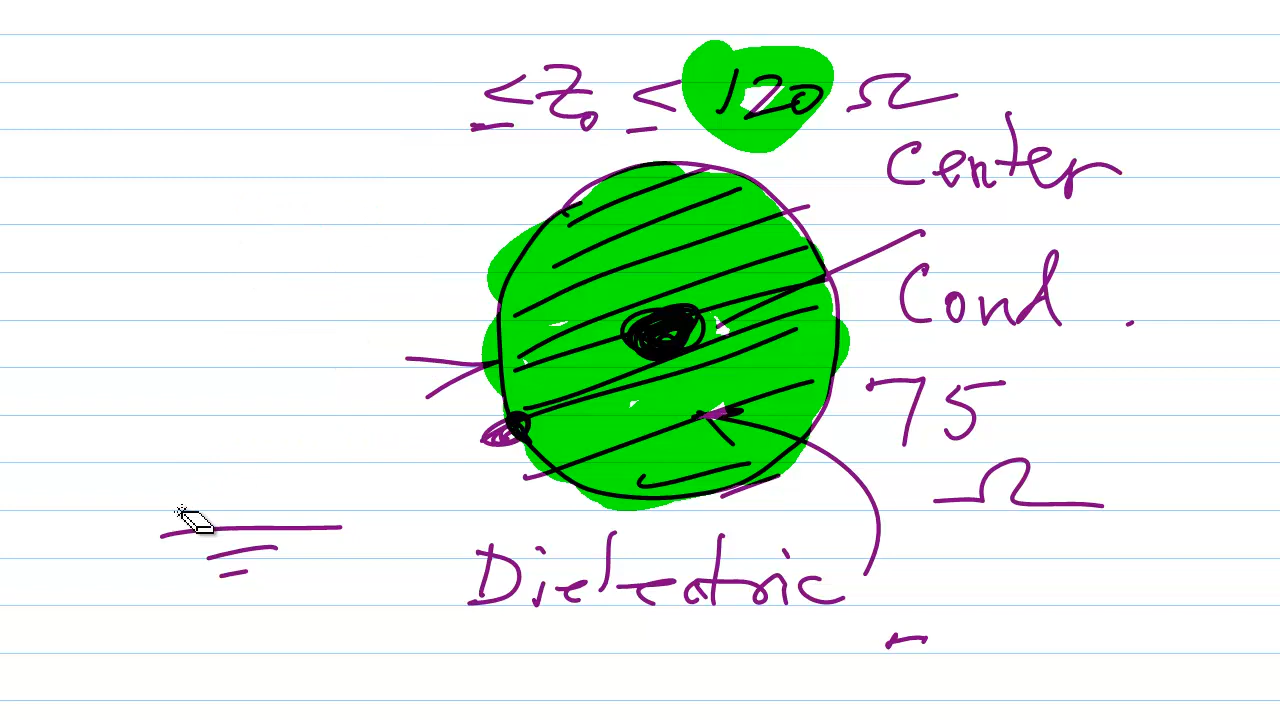 ≤ Z₀ ≤ 120 Ω
Center
Cond.
75
Ω
Dielectric